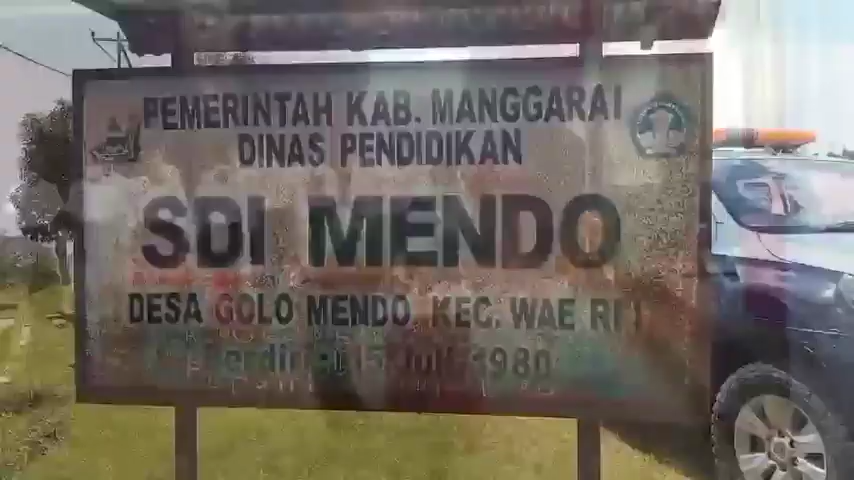 PEMERINTAH KAB. MANGGARAI
DINAS PENDIDIKAN
SDI MENDO
DESA GOLO MENDO KEC. WAE RI'I
Berdiri 15 Juli 1980